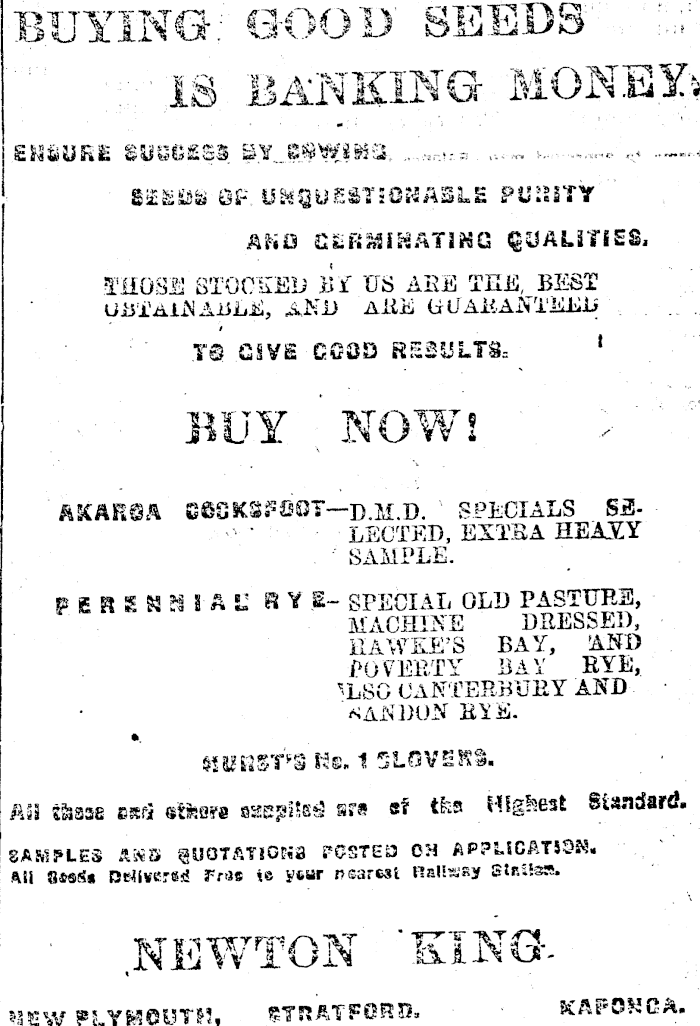 BUYING GOOD SEEDS
IS BANKING MONEY.
ENSURE SUCCESS BY SOWING
SEEDS OF UNQUESTIONABLE PURITY
AND GERMINATING QUALITIES.
THOSE STOCKED BY US ARE THE BEST
OBTAINABLE, AND ARE GUARANTEED
TO GIVE GOOD RESULTS.
BUY NOW!
AKAROA COCKSFOOT—D.M.D. SPECIALS SE-
LECTED, EXTRA HEAVY
SAMPLE.
PERENNIAL RYE—SPECIAL OLD PASTURE,
MACHINE DRESSED,
HAWKE'S BAY, AND
POVERTY BAY RYE,
ALSO CANTERBURY AND
SANDON RYE.
HURST'S No. 1 CLOVERS.
All these and others supplied are of the Highest Standard.
SAMPLES AND QUOTATIONS POSTED ON APPLICATION.
All Goods Delivered Free to your nearest Railway Station.
NEWTON KING.
NEW PLYMOUTH, STRATFORD. KAPONGA.